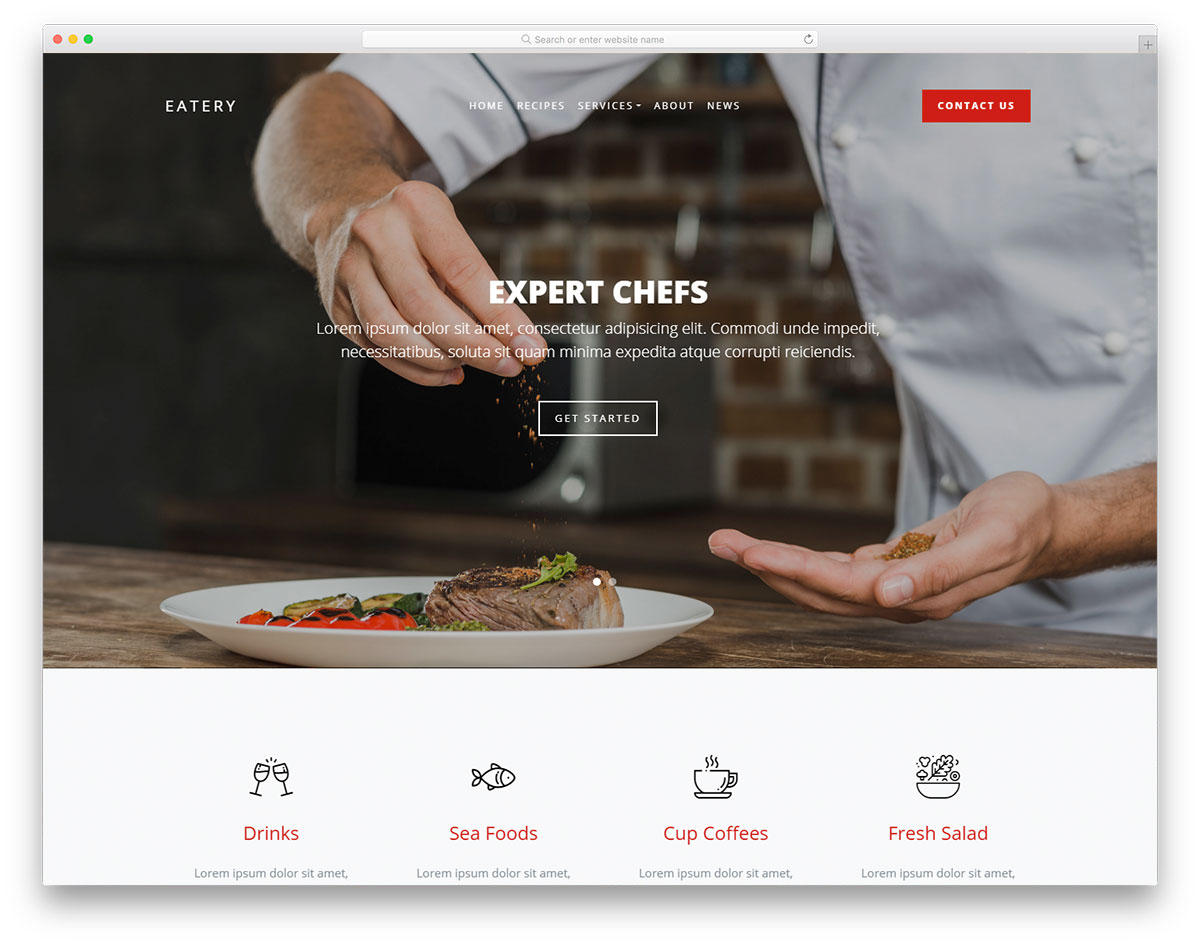 Search or enter website name
EATERY
HOME RECIPES SERVICES ABOUT NEWS
CONTACT US
EXPERT CHEFS
Lorem ipsum dolor sit amet, consectetur adipisicing elit. Commodi unde impedit,
necessitatibus, soluta sit quam minima expedita atque corrupti reiciendis.
GET STARTED
Drinks
Sea Foods
Cup Coffees
Fresh Salad
Lorem ipsum dolor sit amet,
Lorem ipsum dolor sit amet,
Lorem ipsum dolor sit amet,
Lorem ipsum dolor sit amet,